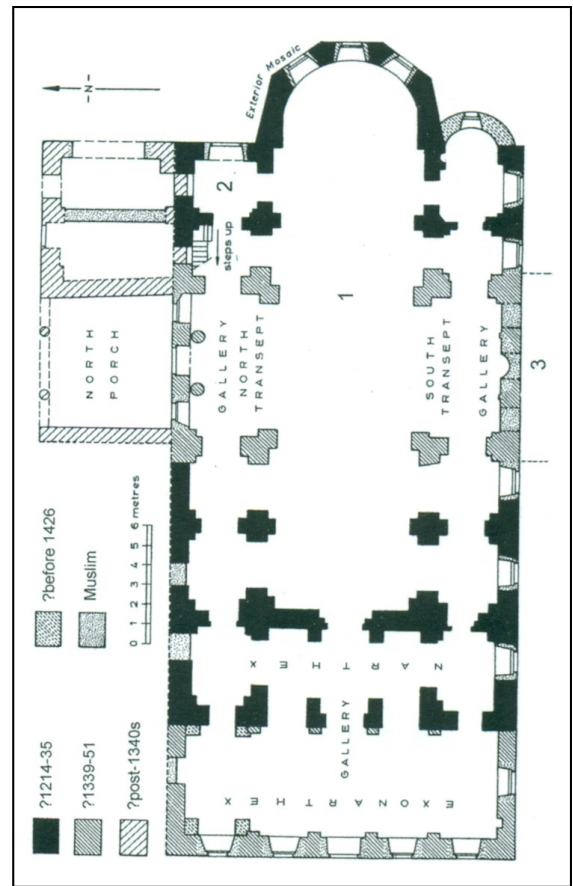 ?1214-35
?1339-51
?post-1340s
?before 1426
Muslim
0 1 2 3 4 5 6 metres
-N-
NORTH
PORCH
Exterior Mosaic
2
steps up
GALLERY
NORTH
TRANSEPT
1
SOUTH
TRANSEPT
GALLERY
3
NARTHEX
GALLERY
EXONARTHEX